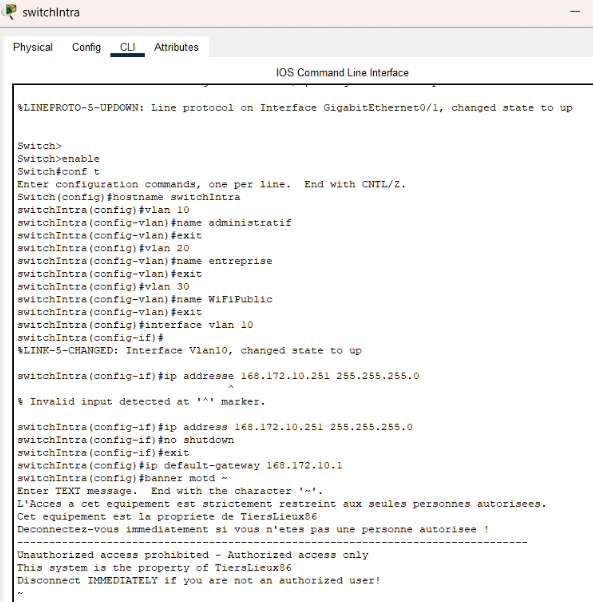 switchIntra
Physical Config CLI Attributes
IOS Command Line Interface
%LINEPROTO-5-UPDOWN: Line protocol on Interface GigabitEthernet0/1, changed state to up
Switch>
Switch>enable
Switch#conf t
Enter configuration commands, one per line.  End with CNTL/Z.
Switch(config)#hostname switchIntra
switchIntra(config)#vlan 10
switchIntra(config-vlan)#name administratif
switchIntra(config-vlan)#exit
switchIntra(config)#vlan 20
switchIntra(config-vlan)#name entreprise
switchIntra(config-vlan)#exit
switchIntra(config)#vlan 30
switchIntra(config-vlan)#name WiFiPublic
switchIntra(config-vlan)#exit
switchIntra(config)#interface vlan 10
switchIntra(config-if)#
%LINK-5-CHANGED: Interface Vlan10, changed state to up
switchIntra(config-if)#ip addresse 168.172.10.251 255.255.255.0
^
% Invalid input detected at '^' marker.
switchIntra(config-if)#ip address 168.172.10.251 255.255.255.0
switchIntra(config-if)#no shutdown
switchIntra(config-if)#exit
switchIntra(config)#ip default-gateway 168.172.10.1
switchIntra(config)#banner motd ~
Enter TEXT message.  End with the character '~'.
L'Acces a cet equipement est strictement restreint aux seules personnes autorisees.
Cet equipement est la propriete de TiersLieux86
Deconnectez-vous immediatement si vous n'etes pas une personne autorisee !
-----------------------------------------------------------------------------
Unauthorized access prohibited - Authorized access only
This system is the property of TiersLieux86
Disconnect IMMEDIATELY if you are not an authorized user!
~